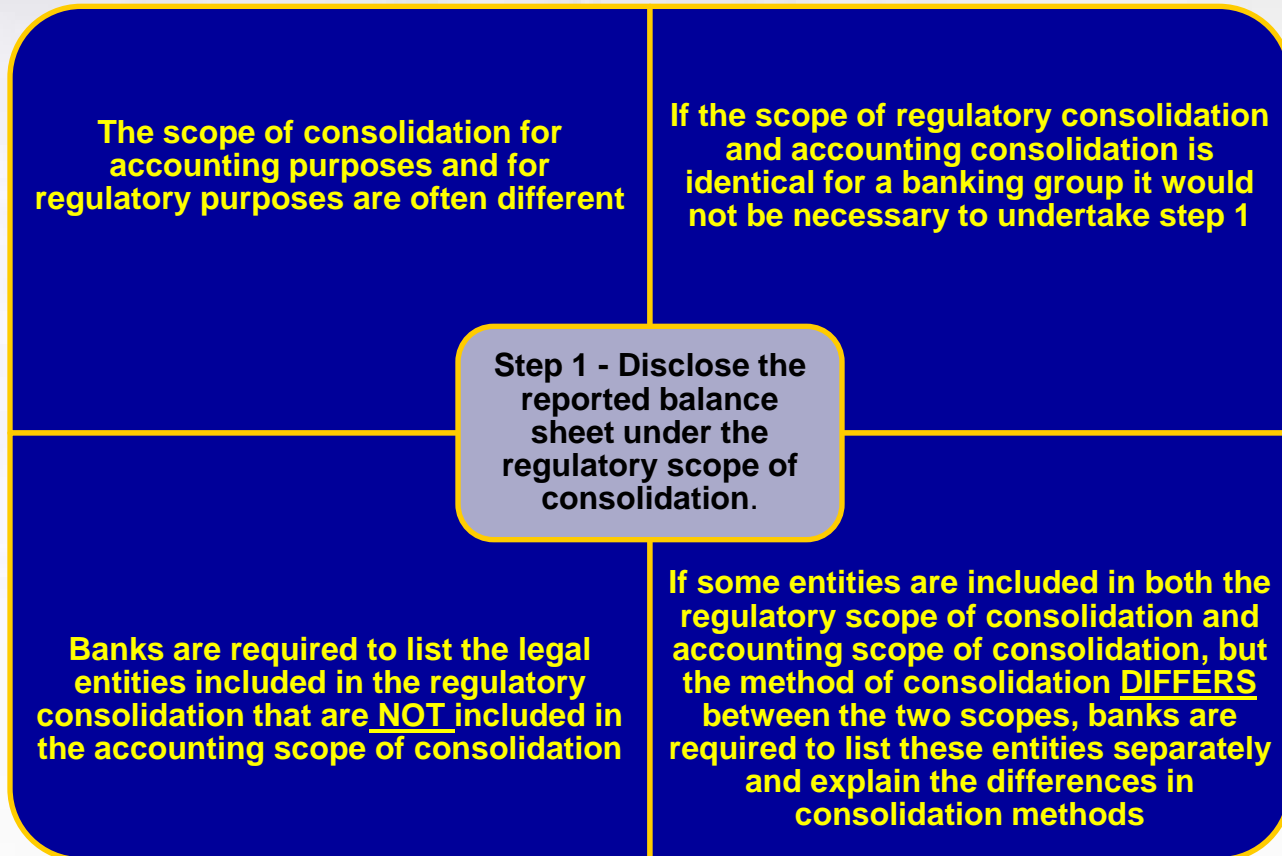 The scope of consolidation for
accounting purposes and for
regulatory purposes are often different
If the scope of regulatory consolidation
and accounting consolidation is
identical for a banking group it would
not be necessary to undertake step 1
Step 1 - Disclose the
reported balance
sheet under the
regulatory scope of
consolidation.
Banks are required to list the legal
entities included in the regulatory
consolidation that are NOT included in
the accounting scope of consolidation
If some entities are included in both the
regulatory scope of consolidation and
accounting scope of consolidation, but
the method of consolidation DIFFERS
between the two scopes, banks are
required to list these entities separately
and explain the differences in
consolidation methods